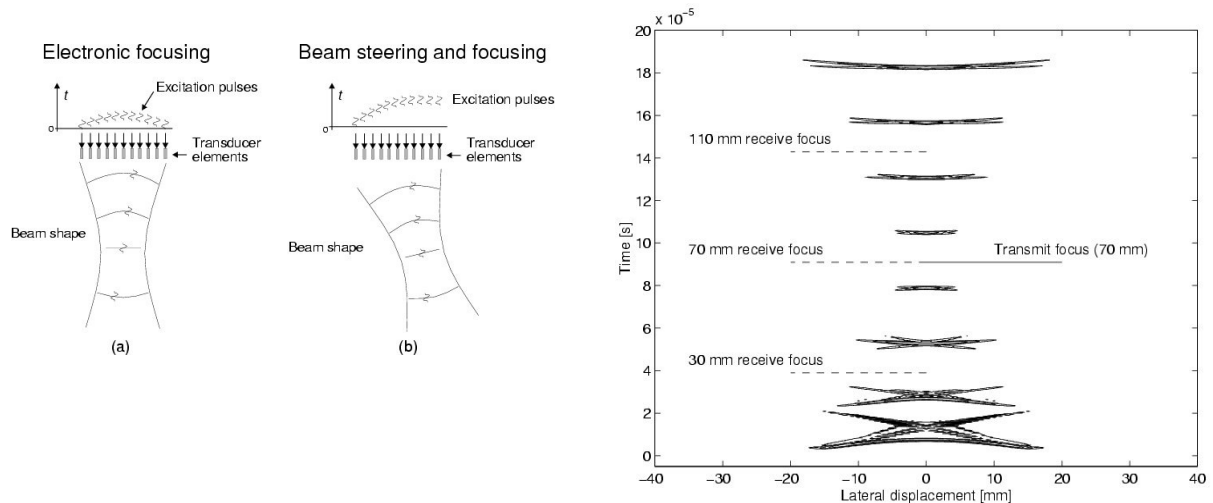 Electronic focusing
t
Excitation pulses
0
Transducer
elements
Beam shape
(a)
Beam steering and focusing
t
Excitation pulses
0
Transducer
elements
Beam shape
(b)
x 10⁻⁵
20
18
16
14
12
10
8
6
4
2
0
Time [s]
110 mm receive focus
70 mm receive focus
Transmit focus (70 mm)
30 mm receive focus
−40
−30
−20
−10
0
10
20
30
40
Lateral displacement [mm]